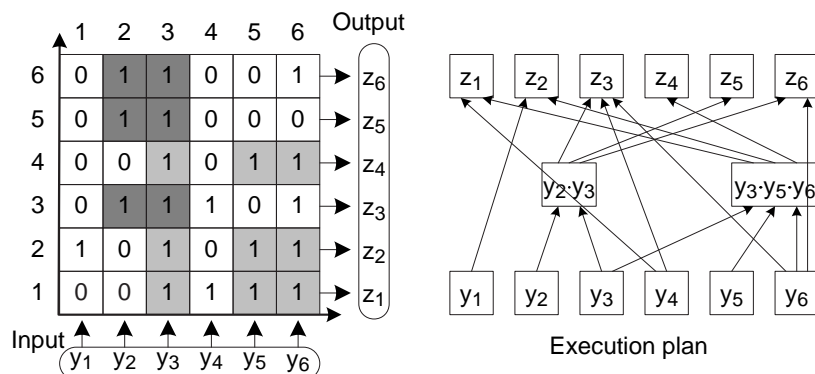 Output
1 2 3 4 5 6
6 0 1 1 0 0 1 z6
5 0 1 1 0 0 0 z5
4 0 0 1 0 1 1 z4
3 0 1 1 1 0 1 z3
2 1 0 1 0 1 1 z2
1 0 0 1 1 1 1 z1
Input
y1 y2 y3 y4 y5 y6
z1 z2 z3 z4 z5 z6
y2·y3 y3·y5·y6
y1 y2 y3 y4 y5 y6
Execution plan